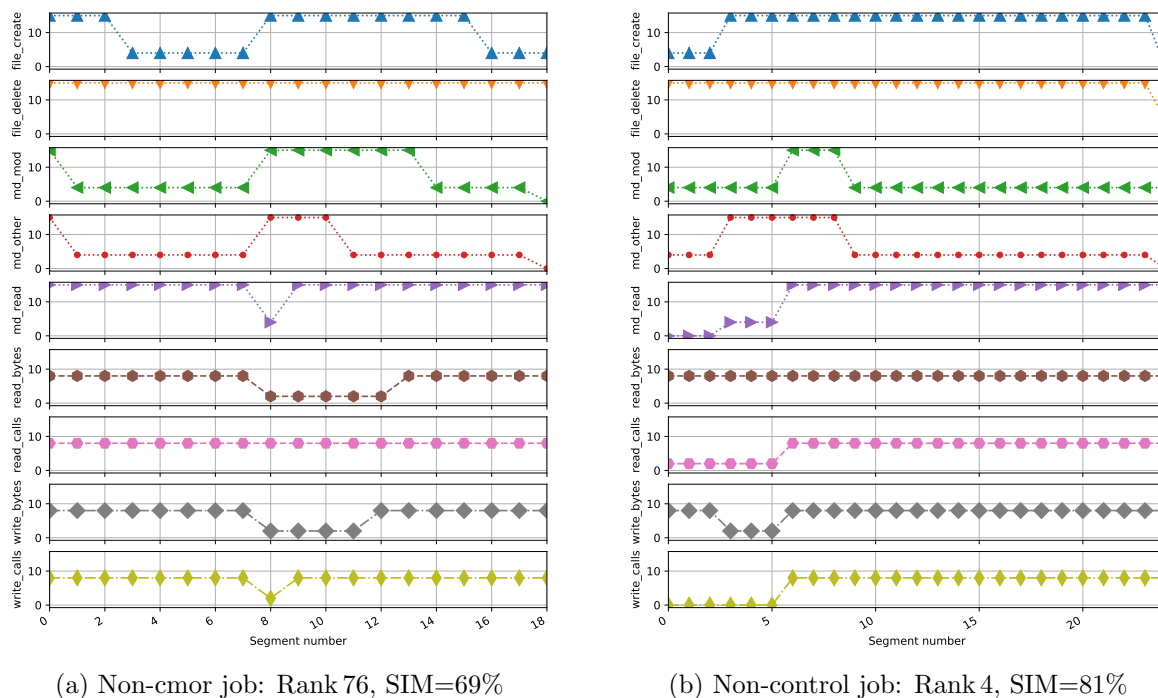 file_create
10
0
file_delete
10
0
md_mod
10
0
md_other
10
0
md_read
10
0
read_bytes
10
0
read_calls
10
0
write_bytes
10
0
write_calls
10
0
0 2 4 6 8 10 12 14 16 18
Segment number
(a) Non-cmor job: Rank 76, SIM=69%
file_create
10
0
file_delete
10
0
md_mod
10
0
md_other
10
0
md_read
10
0
read_bytes
10
0
read_calls
10
0
write_bytes
10
0
write_calls
10
0
0 5 10 15 20
Segment number
(b) Non-control job: Rank 4, SIM=81%